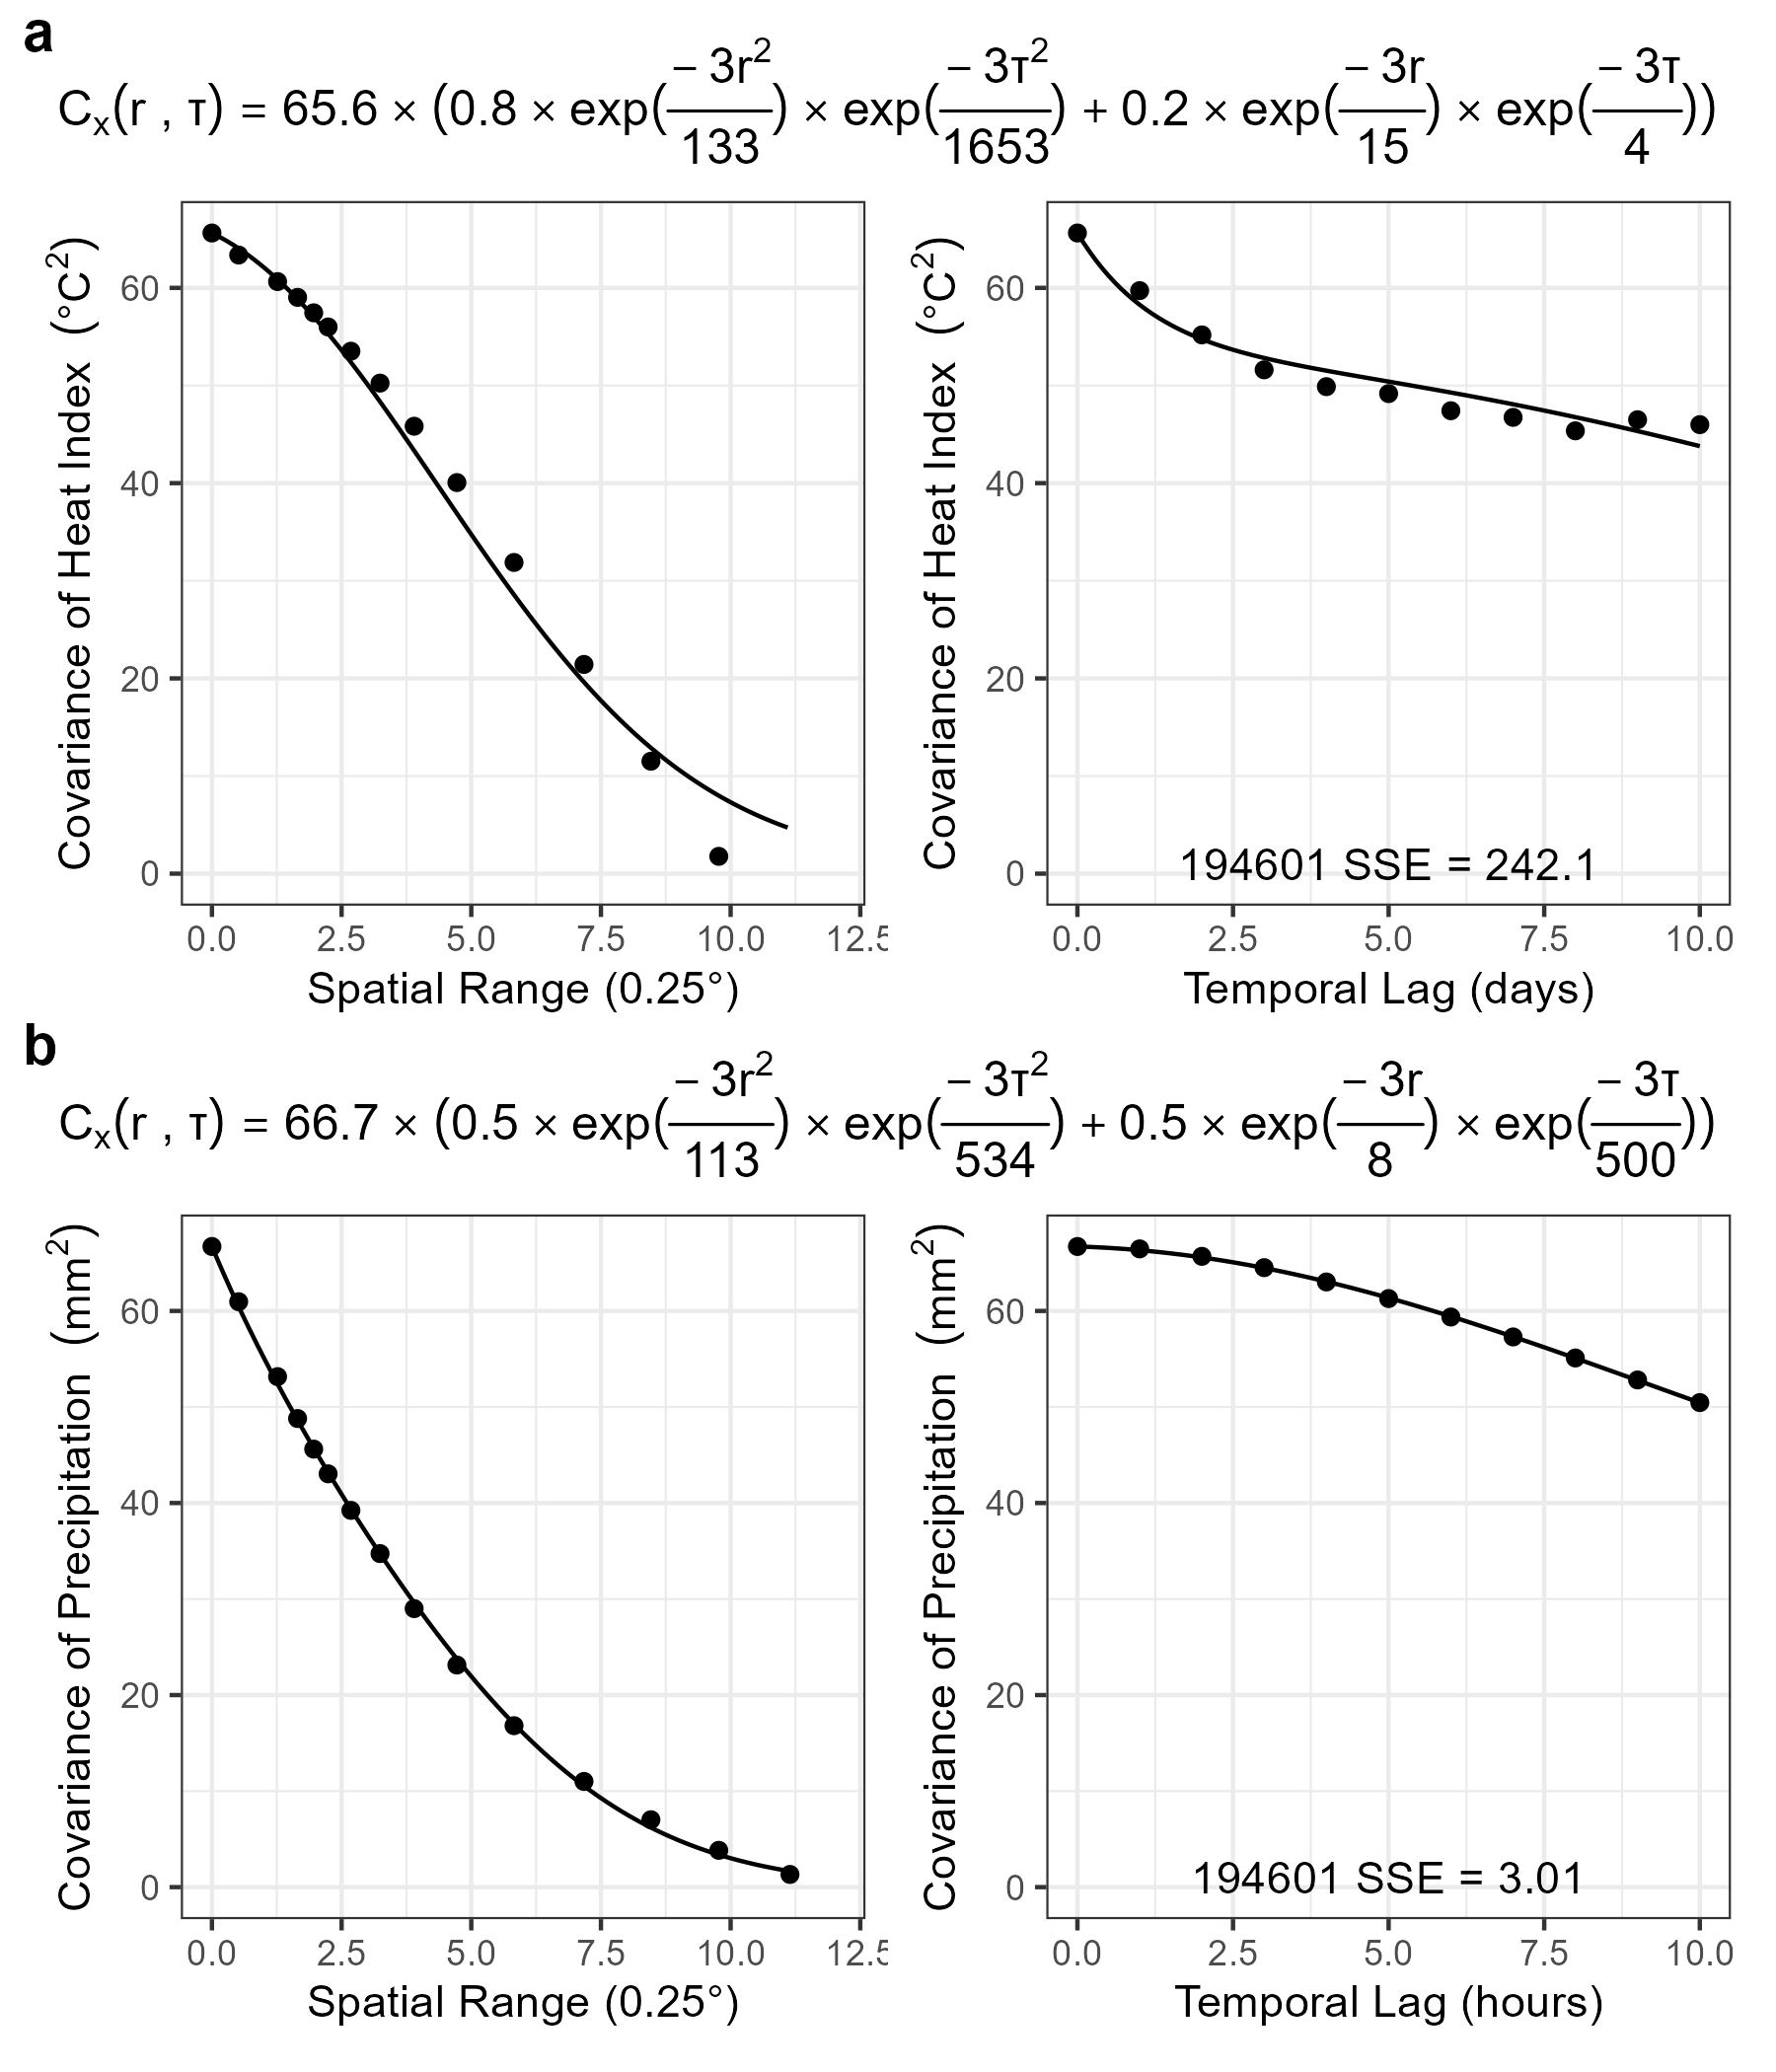 a
Cₓ(r , τ) = 65.6 × (0.8 × exp(− 3r²/133) × exp(− 3τ²/1653) + 0.2 × exp(− 3r/15) × exp(− 3τ/4))
Covariance of Heat Index (°C²)
60
40
20
0
0.0 2.5 5.0 7.5 10.0 12.5
Spatial Range (0.25°)
Covariance of Heat Index (°C²)
60
40
20
0
194601 SSE = 242.1
0.0 2.5 5.0 7.5 10.0
Temporal Lag (days)
b
Cₓ(r , τ) = 66.7 × (0.5 × exp(− 3r²/113) × exp(− 3τ²/534) + 0.5 × exp(− 3r/8) × exp(− 3τ/500))
Covariance of Precipitation (mm²)
60
40
20
0
0.0 2.5 5.0 7.5 10.0 12.5
Spatial Range (0.25°)
Covariance of Precipitation (mm²)
60
40
20
0
194601 SSE = 3.01
0.0 2.5 5.0 7.5 10.0
Temporal Lag (hours)